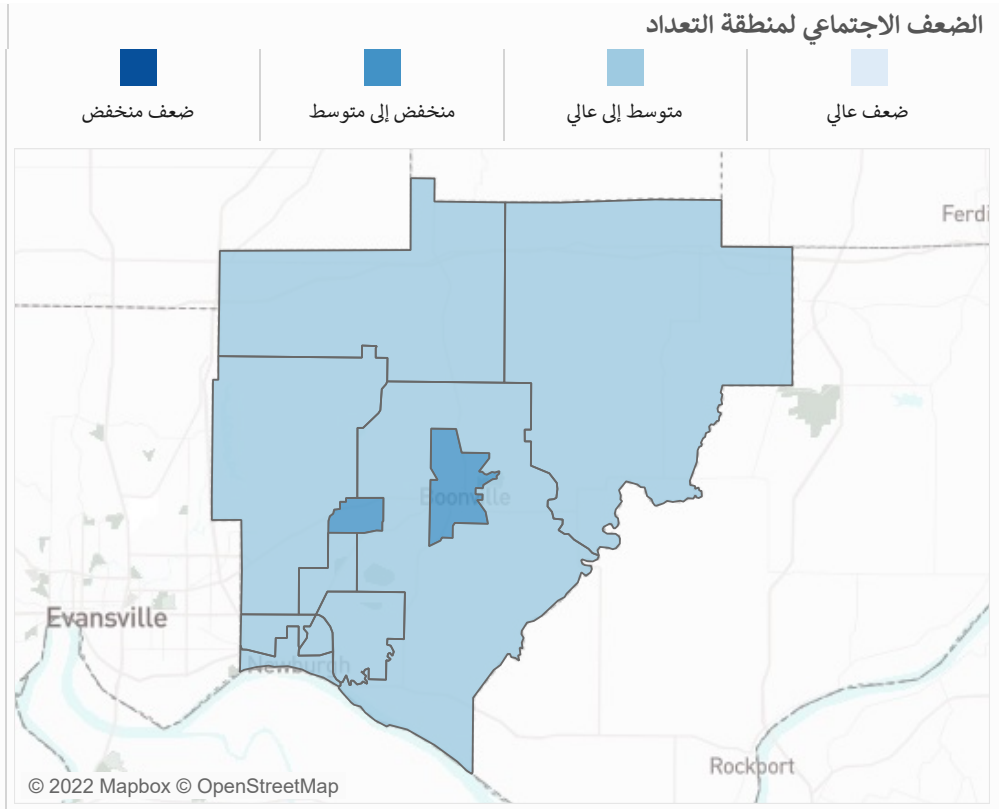 الضعف الاجتماعي لمنطقة التعداد
ضعف عالي
متوسط إلى عالي
منخفض إلى متوسط
ضعف منخفض
Ferdi
Boonville
Evansville
Newburgh
Rockport
© 2022 Mapbox © OpenStreetMap